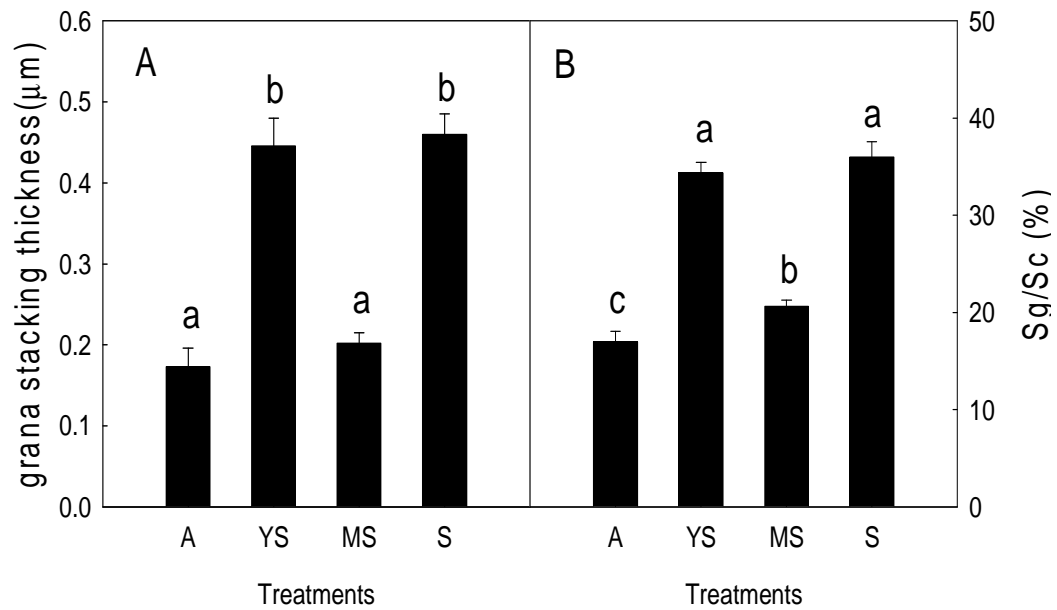 grana stacking thickness(μm)
0.6
0.5
0.4
0.3
0.2
0.1
0.0
A
a
b
a
b
A YS MS S
Treatments
B
c
a
b
a
A YS MS S
Treatments
50
40
30
20
10
0
Sg/Sc (%)